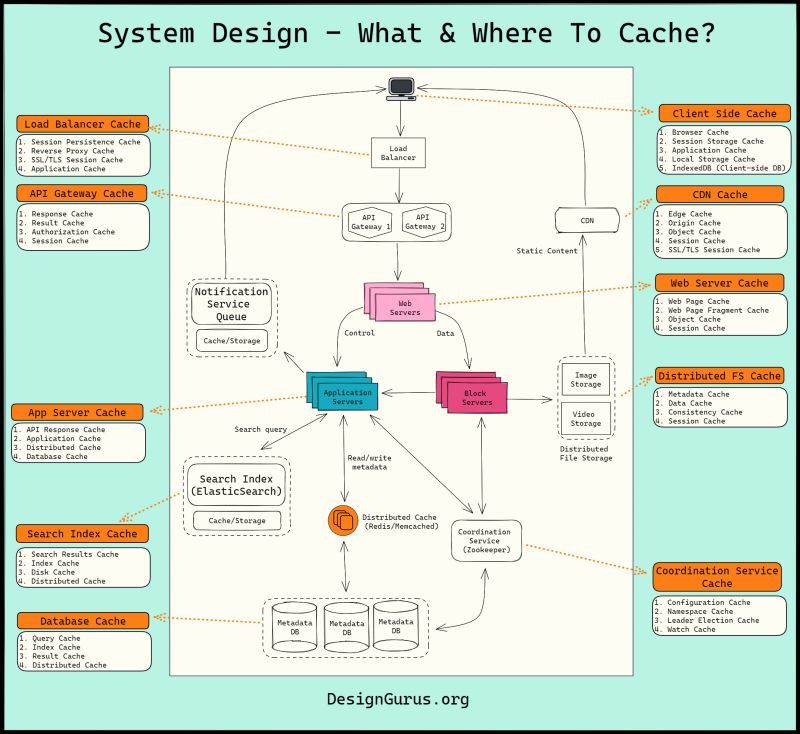 System Design - What & Where To Cache?
Load Balancer Cache
1. Session Persistence Cache
2. Reverse Proxy Cache
3. SSL/TLS Session Cache
4. Application Cache
API Gateway Cache
1. Response Cache
2. Result Cache
3. Authorization Cache
4. Session Cache
App Server Cache
1. API Response Cache
2. Application Cache
3. Distributed Cache
4. Database Cache
Search Index Cache
1. Search Results Cache
2. Index Cache
3. Disk Cache
4. Distributed Cache
Database Cache
1. Query Cache
2. Index Cache
3. Result Cache
4. Distributed Cache
Load
Balancer
API
Gateway 1
API
Gateway 2
CDN
Static Content
Notification
Service
Queue
Cache/Storage
Web
Servers
Control
Data
Application
Servers
Block
Servers
Image
Storage
Video
Storage
Distributed
File Storage
Search query
Read/write
metadata
Search Index
(ElasticSearch)
Cache/Storage
Distributed Cache
(Redis/Memcached)
Coordination
Service
(Zookeeper)
Metadata
DB
Metadata
DB
Metadata
DB
Client Side Cache
1. Browser Cache
2. Session Storage Cache
3. Application Cache
4. Local Storage Cache
5. IndexedDB (Client-side DB)
CDN Cache
1. Edge Cache
2. Origin Cache
3. Object Cache
4. Session Cache
5. SSL/TLS Session Cache
Web Server Cache
1. Web Page Cache
2. Web Page Fragment Cache
3. Object Cache
4. Session Cache
Distributed FS Cache
1. Metadata Cache
2. Data Cache
3. Consistency Cache
4. Session Cache
Coordination Service
Cache
1. Configuration Cache
2. Namespace Cache
3. Leader Election Cache
4. Watch Cache
DesignGurus.org